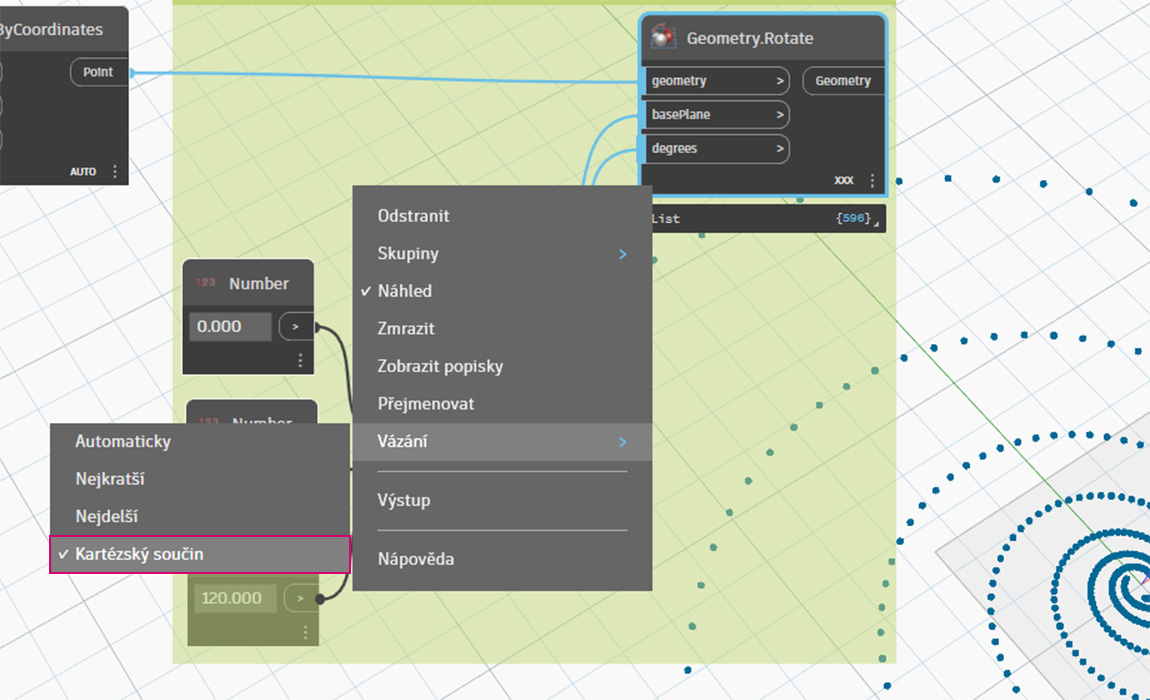 ByCoordinates
Point
AUTO
Geometry.Rotate
geometry >
Geometry
basePlane >
degrees >
xxx
List {596}
Odstranit
Skupiny >
Náhled
Zmrazit
Zobrazit popisky
Přejmenovat
Vázání >
Výstup
Nápověda
123 Number
0.000 >
123 Number
Automaticky
Nejkratší
Nejdelší
Kartézský součin
120.000 >